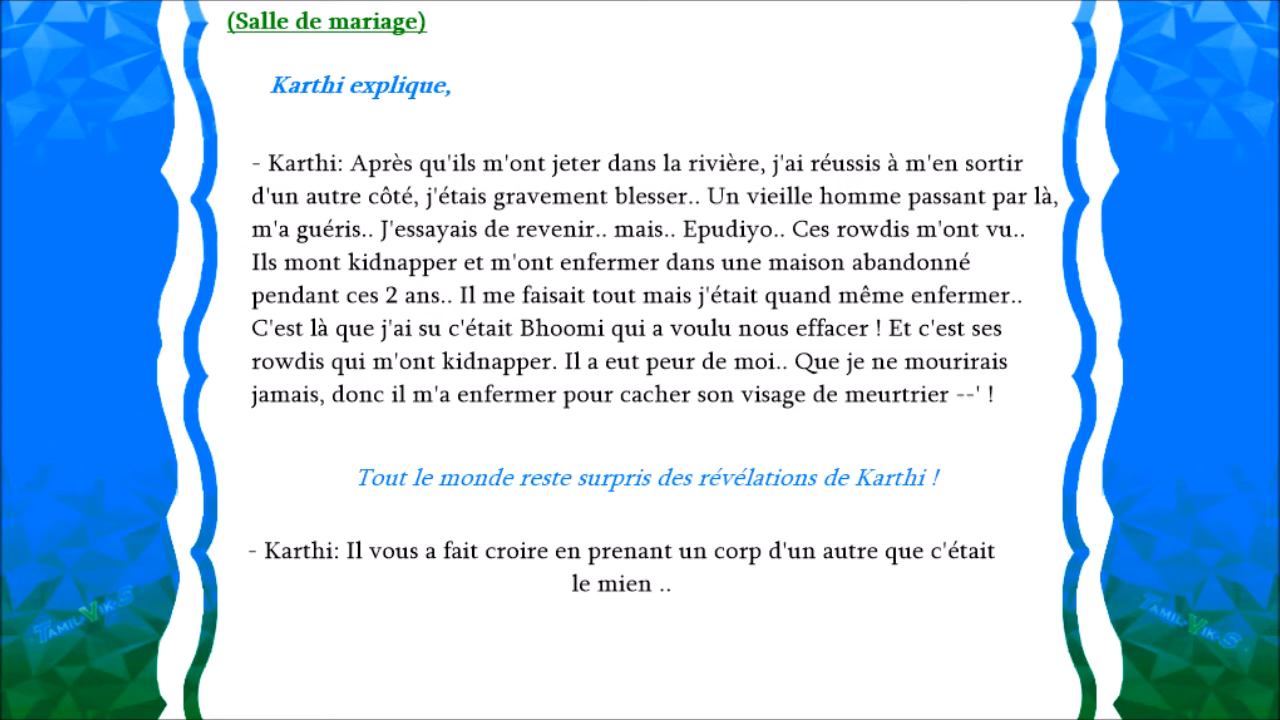 (Salle de mariage)
Karthi explique,
- Karthi: Après qu'ils m'ont jeter dans la rivière, j'ai réussis à m'en sortir
d'un autre côté, j'étais gravement blesser.. Un vieille homme passant par là,
m'a guéris.. J'essayais de revenir.. mais.. Epudiyo.. Ces rowdis m'ont vu..
Ils mont kidnapper et m'ont enfermer dans une maison abandonné
pendant ces 2 ans.. Il me faisait tout mais j'était quand même enfermer..
C'est là que j'ai su c'était Bhoomi qui a voulu nous effacer ! Et c'est ses
rowdis qui m'ont kidnapper. Il a eut peur de moi.. Que je ne mourirais
jamais, donc il m'a enfermer pour cacher son visage de meurtrier --' !
Tout le monde reste surpris des révélations de Karthi !
- Karthi: Il vous a fait croire en prenant un corp d'un autre que c'était
le mien ..
Tamil-Vik-S
Tamil-Vik-S